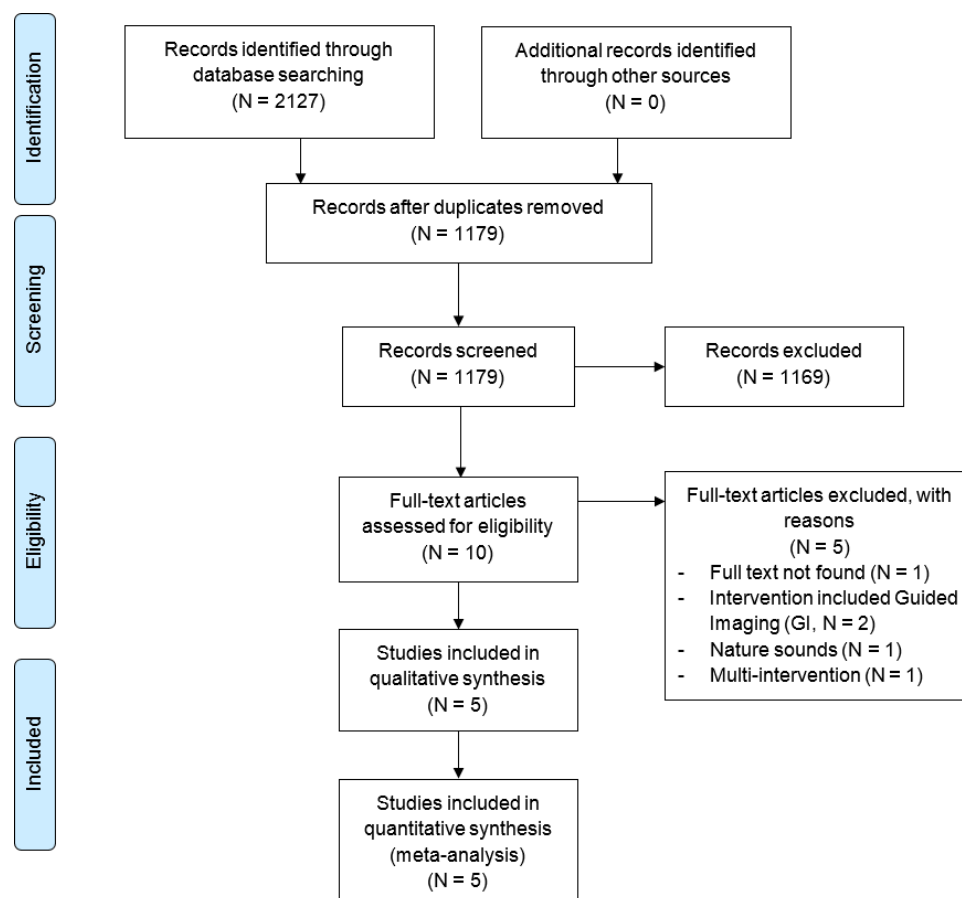 Identification
Records identified through
database searching
(N = 2127)
Additional records identified
through other sources
(N = 0)
Records after duplicates removed
(N = 1179)
Screening
Records screened
(N = 1179)
Records excluded
(N = 1169)
Eligibility
Full-text articles
assessed for eligibility
(N = 10)
Full-text articles excluded, with
reasons
(N = 5)
- Full text not found (N = 1)
- Intervention included Guided
Imaging (GI, N = 2)
- Nature sounds (N = 1)
- Multi-intervention (N = 1)
Studies included in
qualitative synthesis
(N = 5)
Included
Studies included in
quantitative synthesis
(meta-analysis)
(N = 5)